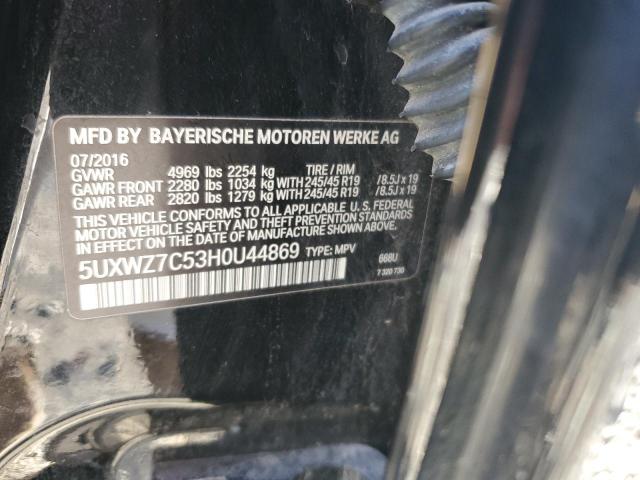 MFD BY BAYERISCHE MOTOREN WERKE AG
07/2016
GVWR 4969 lbs 2254 kg TIRE / RIM
GAWR FRONT 2280 lbs 1034 kg WITH 245/45 R19 / 8.5J x 19
GAWR REAR 2820 lbs 1279 kg WITH 245/45 R19 / 8.5J x 19
THIS VEHICLE CONFORMS TO ALL APPLICABLE U. S. FEDERAL
MOTOR VEHICLE SAFETY AND THEFT PREVENTION STANDARDS
IN EFFECT ON THE DATE OF MANUFACTURE SHOWN ABOVE.
5UXWZ7C53H0U44869 TYPE: MPV 668U
7 320 730